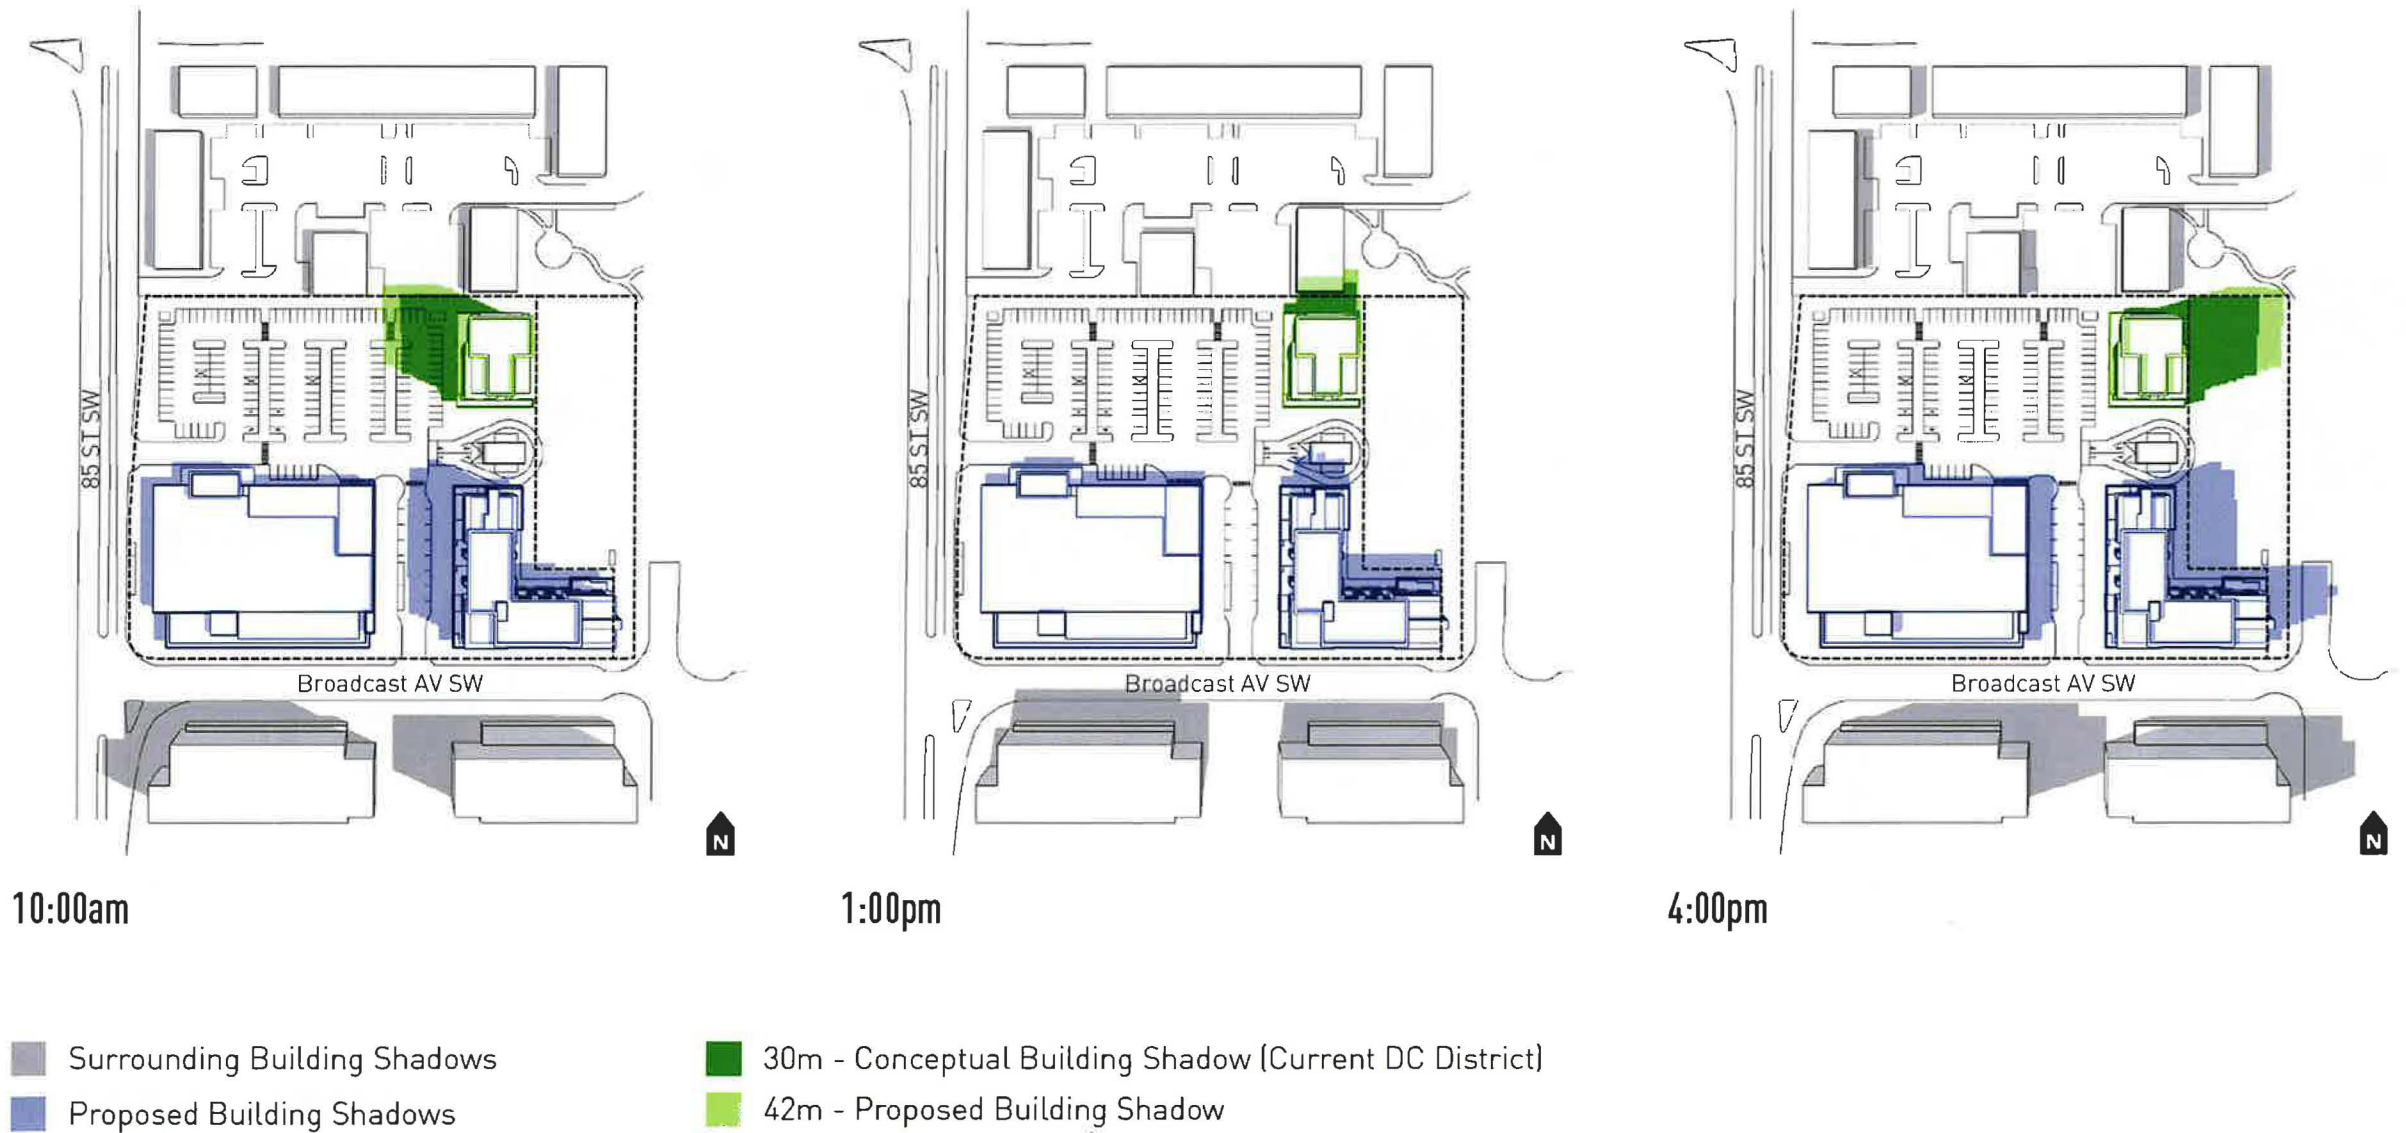 85 ST SW
Broadcast AV SW
N
10:00am
85 ST SW
Broadcast AV SW
N
1:00pm
85 ST SW
Broadcast AV SW
N
4:00pm
Surrounding Building Shadows
Proposed Building Shadows
30m - Conceptual Building Shadow (Current DC District)
42m - Proposed Building Shadow